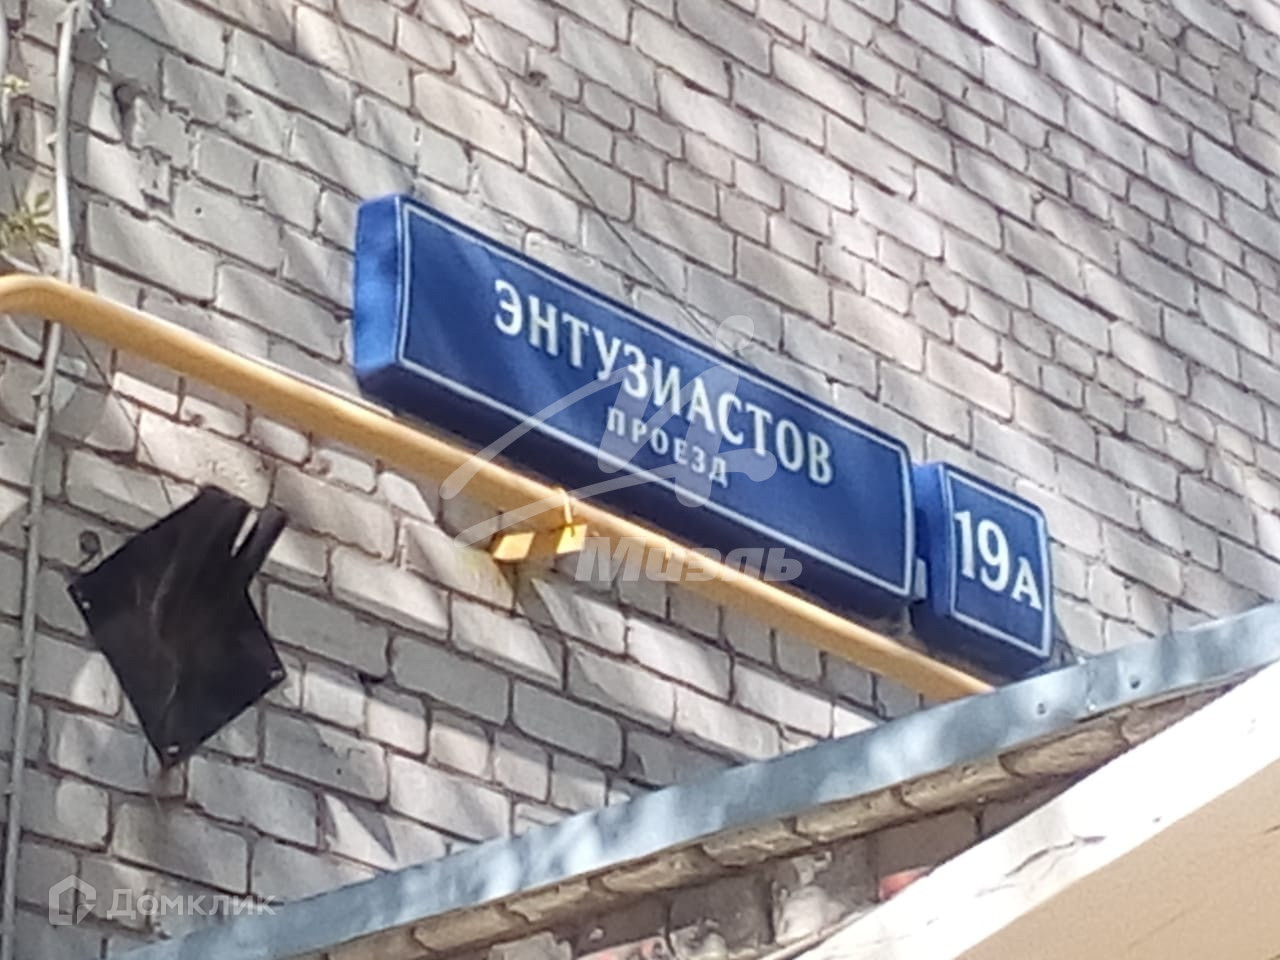 ЭНТУЗИАСТОВ
ПРОЕЗД
19А
Миэль
Домклик